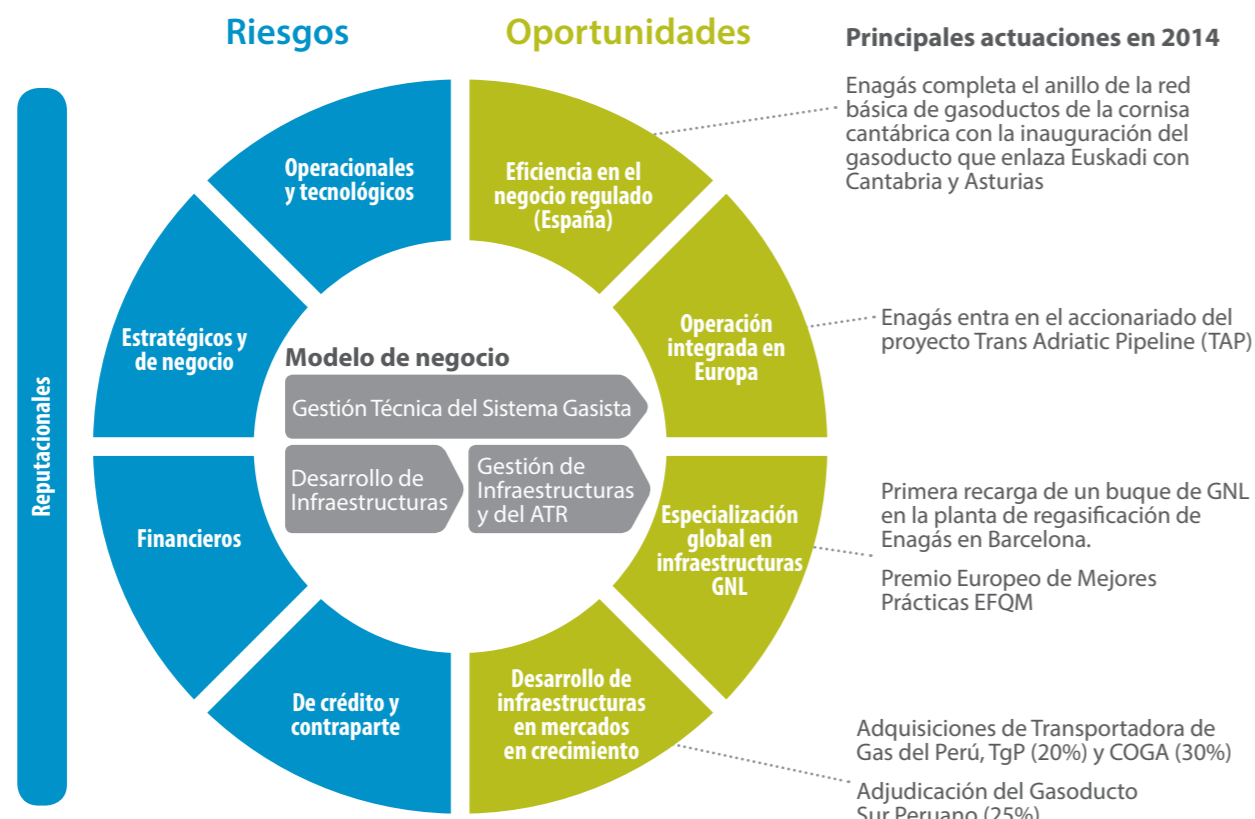 Riesgos
Oportunidades
Principales actuaciones en 2014
Reputacionales
Operacionales
y tecnológicos
Estratégicos y
de negocio
Financieros
De crédito y
contraparte
Modelo de negocio
Gestión Técnica del Sistema Gasista
Desarrollo de
Infraestructuras
Gestión de
Infraestructuras
y del ATR
Eficiencia en el
negocio regulado
(España)
Operación
integrada en
Europa
Especialización
global en
infraestructuras
GNL
Desarrollo de
infraestructuras
en mercados
en crecimiento
Enagás completa el anillo de la red
básica de gasoductos de la cornisa
cantábrica con la inauguración del
gasoducto que enlaza Euskadi con
Cantabria y Asturias
Enagás entra en el accionariado del
proyecto Trans Adriatic Pipeline (TAP)
Primera recarga de un buque de GNL
en la planta de regasificación de
Enagás en Barcelona.
Premio Europeo de Mejores
Prácticas EFQM
Adquisiciones de Transportadora de
Gas del Perú, TgP (20%) y COGA (30%)
Adjudicación del Gasoducto
Sur Peruano (25%)